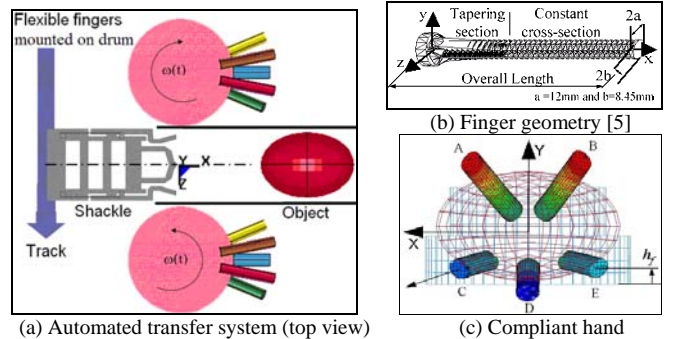 Flexible fingers
mounted on drum
ω(t)
Y X
Z
Shackle
Object
Track
ω(t)
(a) Automated transfer system (top view)
y
Tapering
section
Constant
cross-section
2a
x
z
Overall Length
2b
a =12mm and b=8.45mm
(b) Finger geometry [5]
A
Y
B
X
h_f
C
D
E
(c) Compliant hand